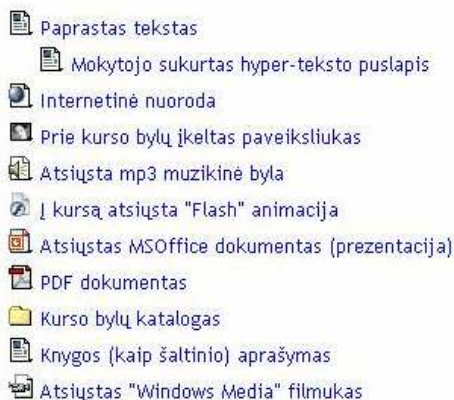 Paprastas tekstas
Mokytojo sukurtas hyper-teksto puslapis
Internetinė nuoroda
Prie kurso bylų įkeltas paveiksliukas
Atsiųsta mp3 muzikinė byla
Į kursą atsiųsta "Flash" animacija
Atsiųstas MSOffice dokumentas (prezentacija)
PDF dokumentas
Kurso bylų katalogas
Knygos (kaip šaltinio) aprašymas
Atsiųstas "Windows Media" filmukas